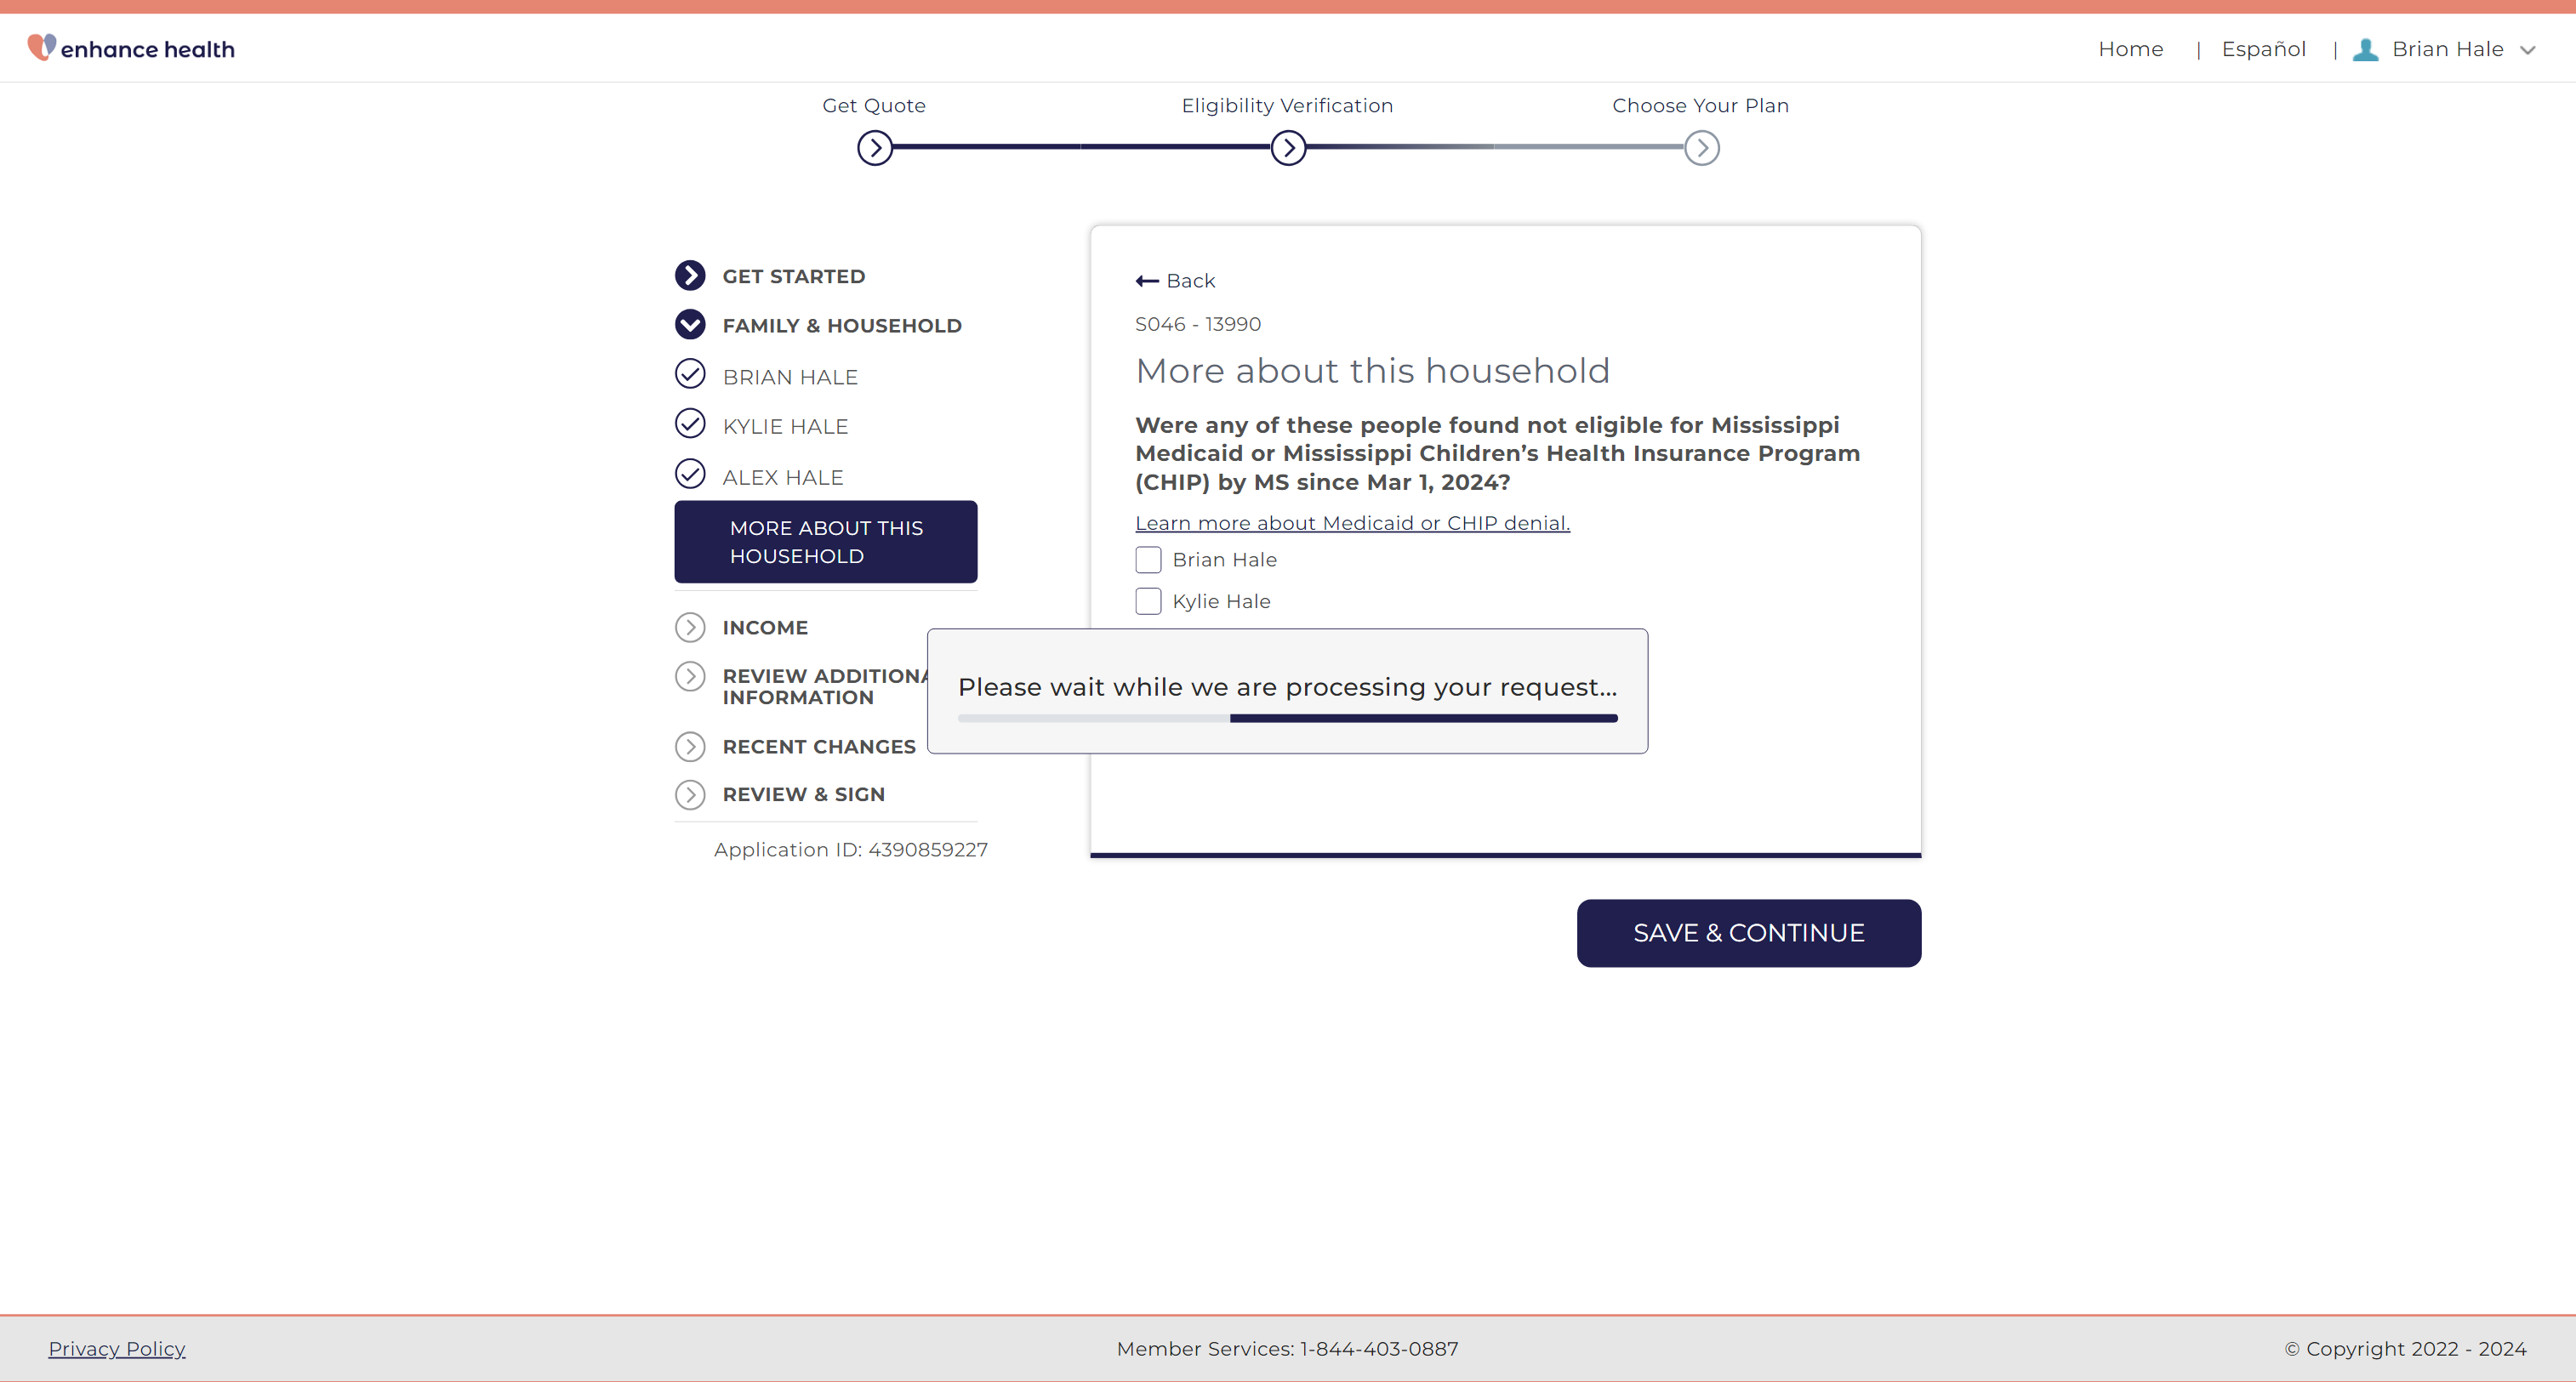 enhance health
Home | Español | Brian Hale
Get Quote
Eligibility Verification
Choose Your Plan
GET STARTED
FAMILY & HOUSEHOLD
BRIAN HALE
KYLIE HALE
ALEX HALE
MORE ABOUT THIS
HOUSEHOLD
INCOME
REVIEW ADDITIONA
INFORMATION
RECENT CHANGES
REVIEW & SIGN
Application ID: 4390859227
Back
S046 - 13990
More about this household
Were any of these people found not eligible for Mississippi
Medicaid or Mississippi Children’s Health Insurance Program
(CHIP) by MS since Mar 1, 2024?
Learn more about Medicaid or CHIP denial.
Brian Hale
Kylie Hale
Please wait while we are processing your request...
SAVE & CONTINUE
Privacy Policy
Member Services: 1-844-403-0887
© Copyright 2022 - 2024